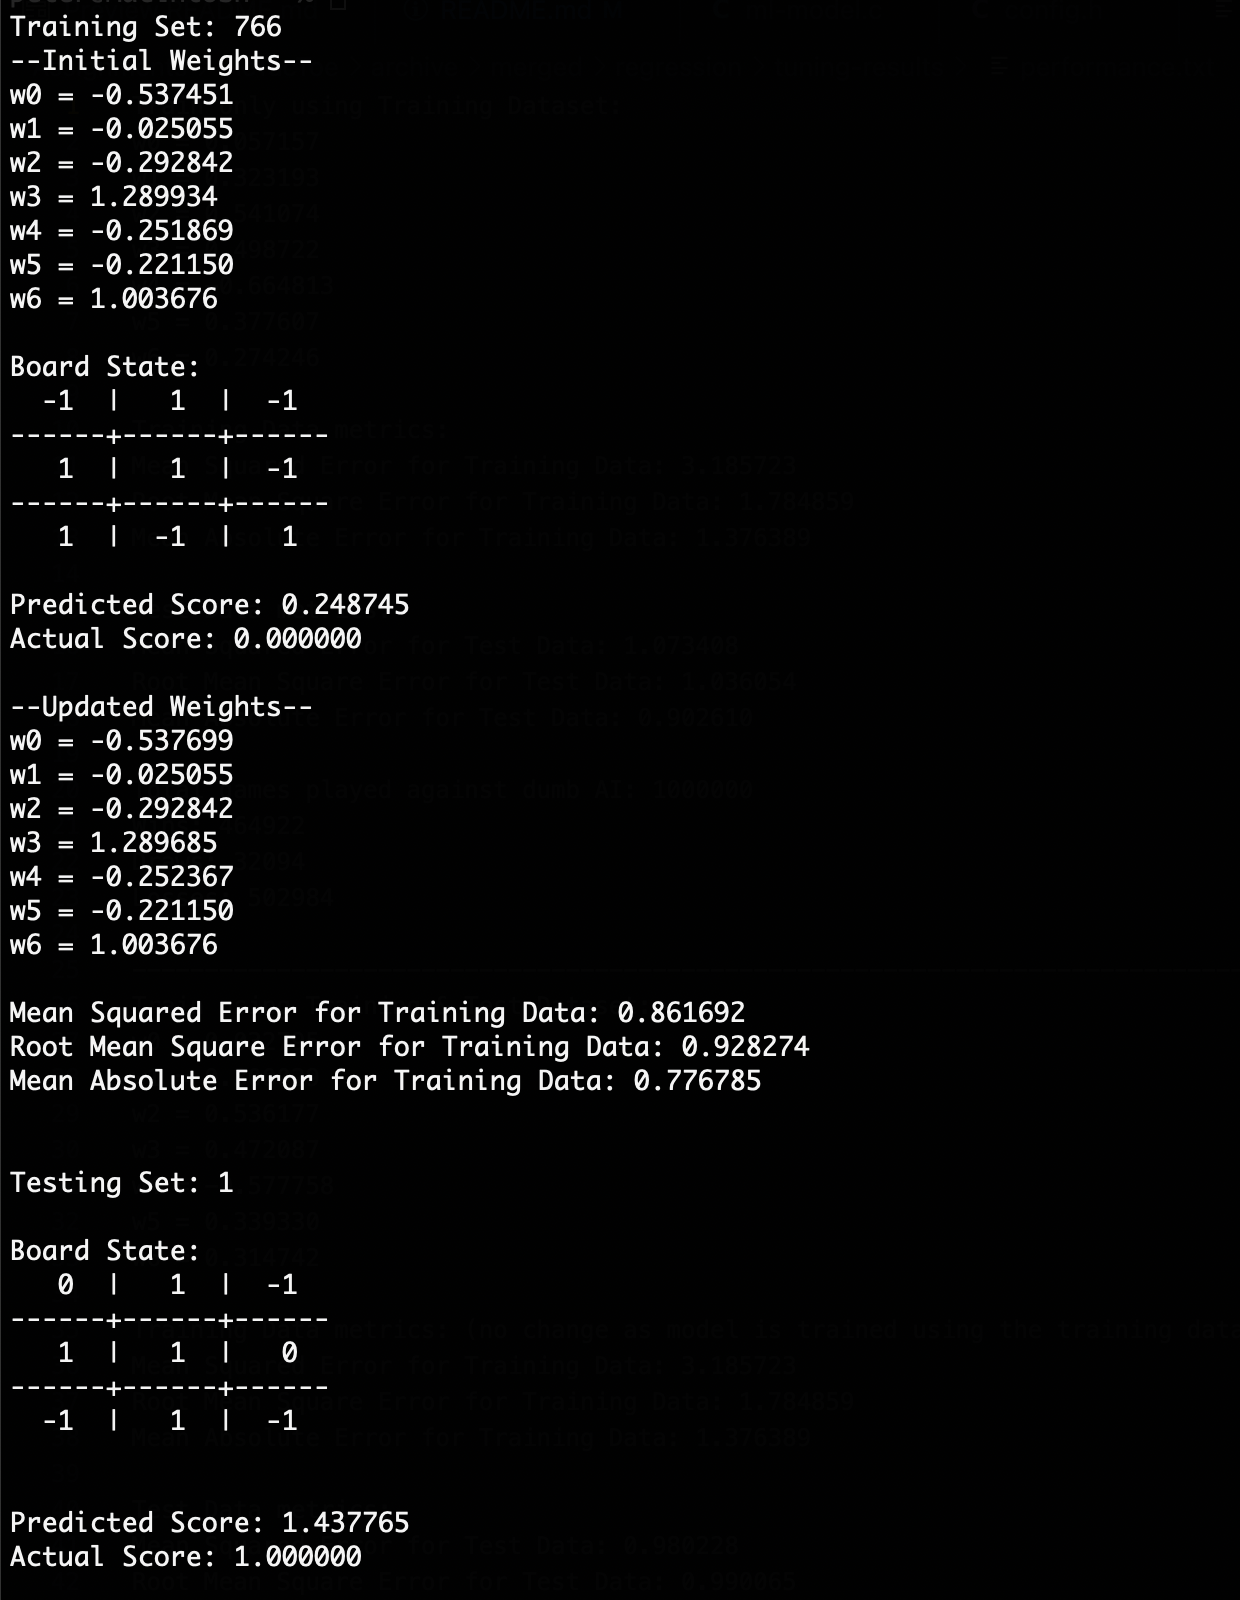 Training Set: 766
--Initial Weights--
w0 = -0.537451
w1 = -0.025055
w2 = -0.292842
w3 = 1.289934
w4 = -0.251869
w5 = -0.221150
w6 = 1.003676
Board State:
-1 | 1 | -1
------+------+------
1 | 1 | -1
------+------+------
1 | -1 | 1
Predicted Score: 0.248745
Actual Score: 0.000000
--Updated Weights--
w0 = -0.537699
w1 = -0.025055
w2 = -0.292842
w3 = 1.289685
w4 = -0.252367
w5 = -0.221150
w6 = 1.003676
Mean Squared Error for Training Data: 0.861692
Root Mean Square Error for Training Data: 0.928274
Mean Absolute Error for Training Data: 0.776785
Testing Set: 1
Board State:
0 | 1 | -1
------+------+------
1 | 1 | 0
------+------+------
-1 | 1 | -1
Predicted Score: 1.437765
Actual Score: 1.000000